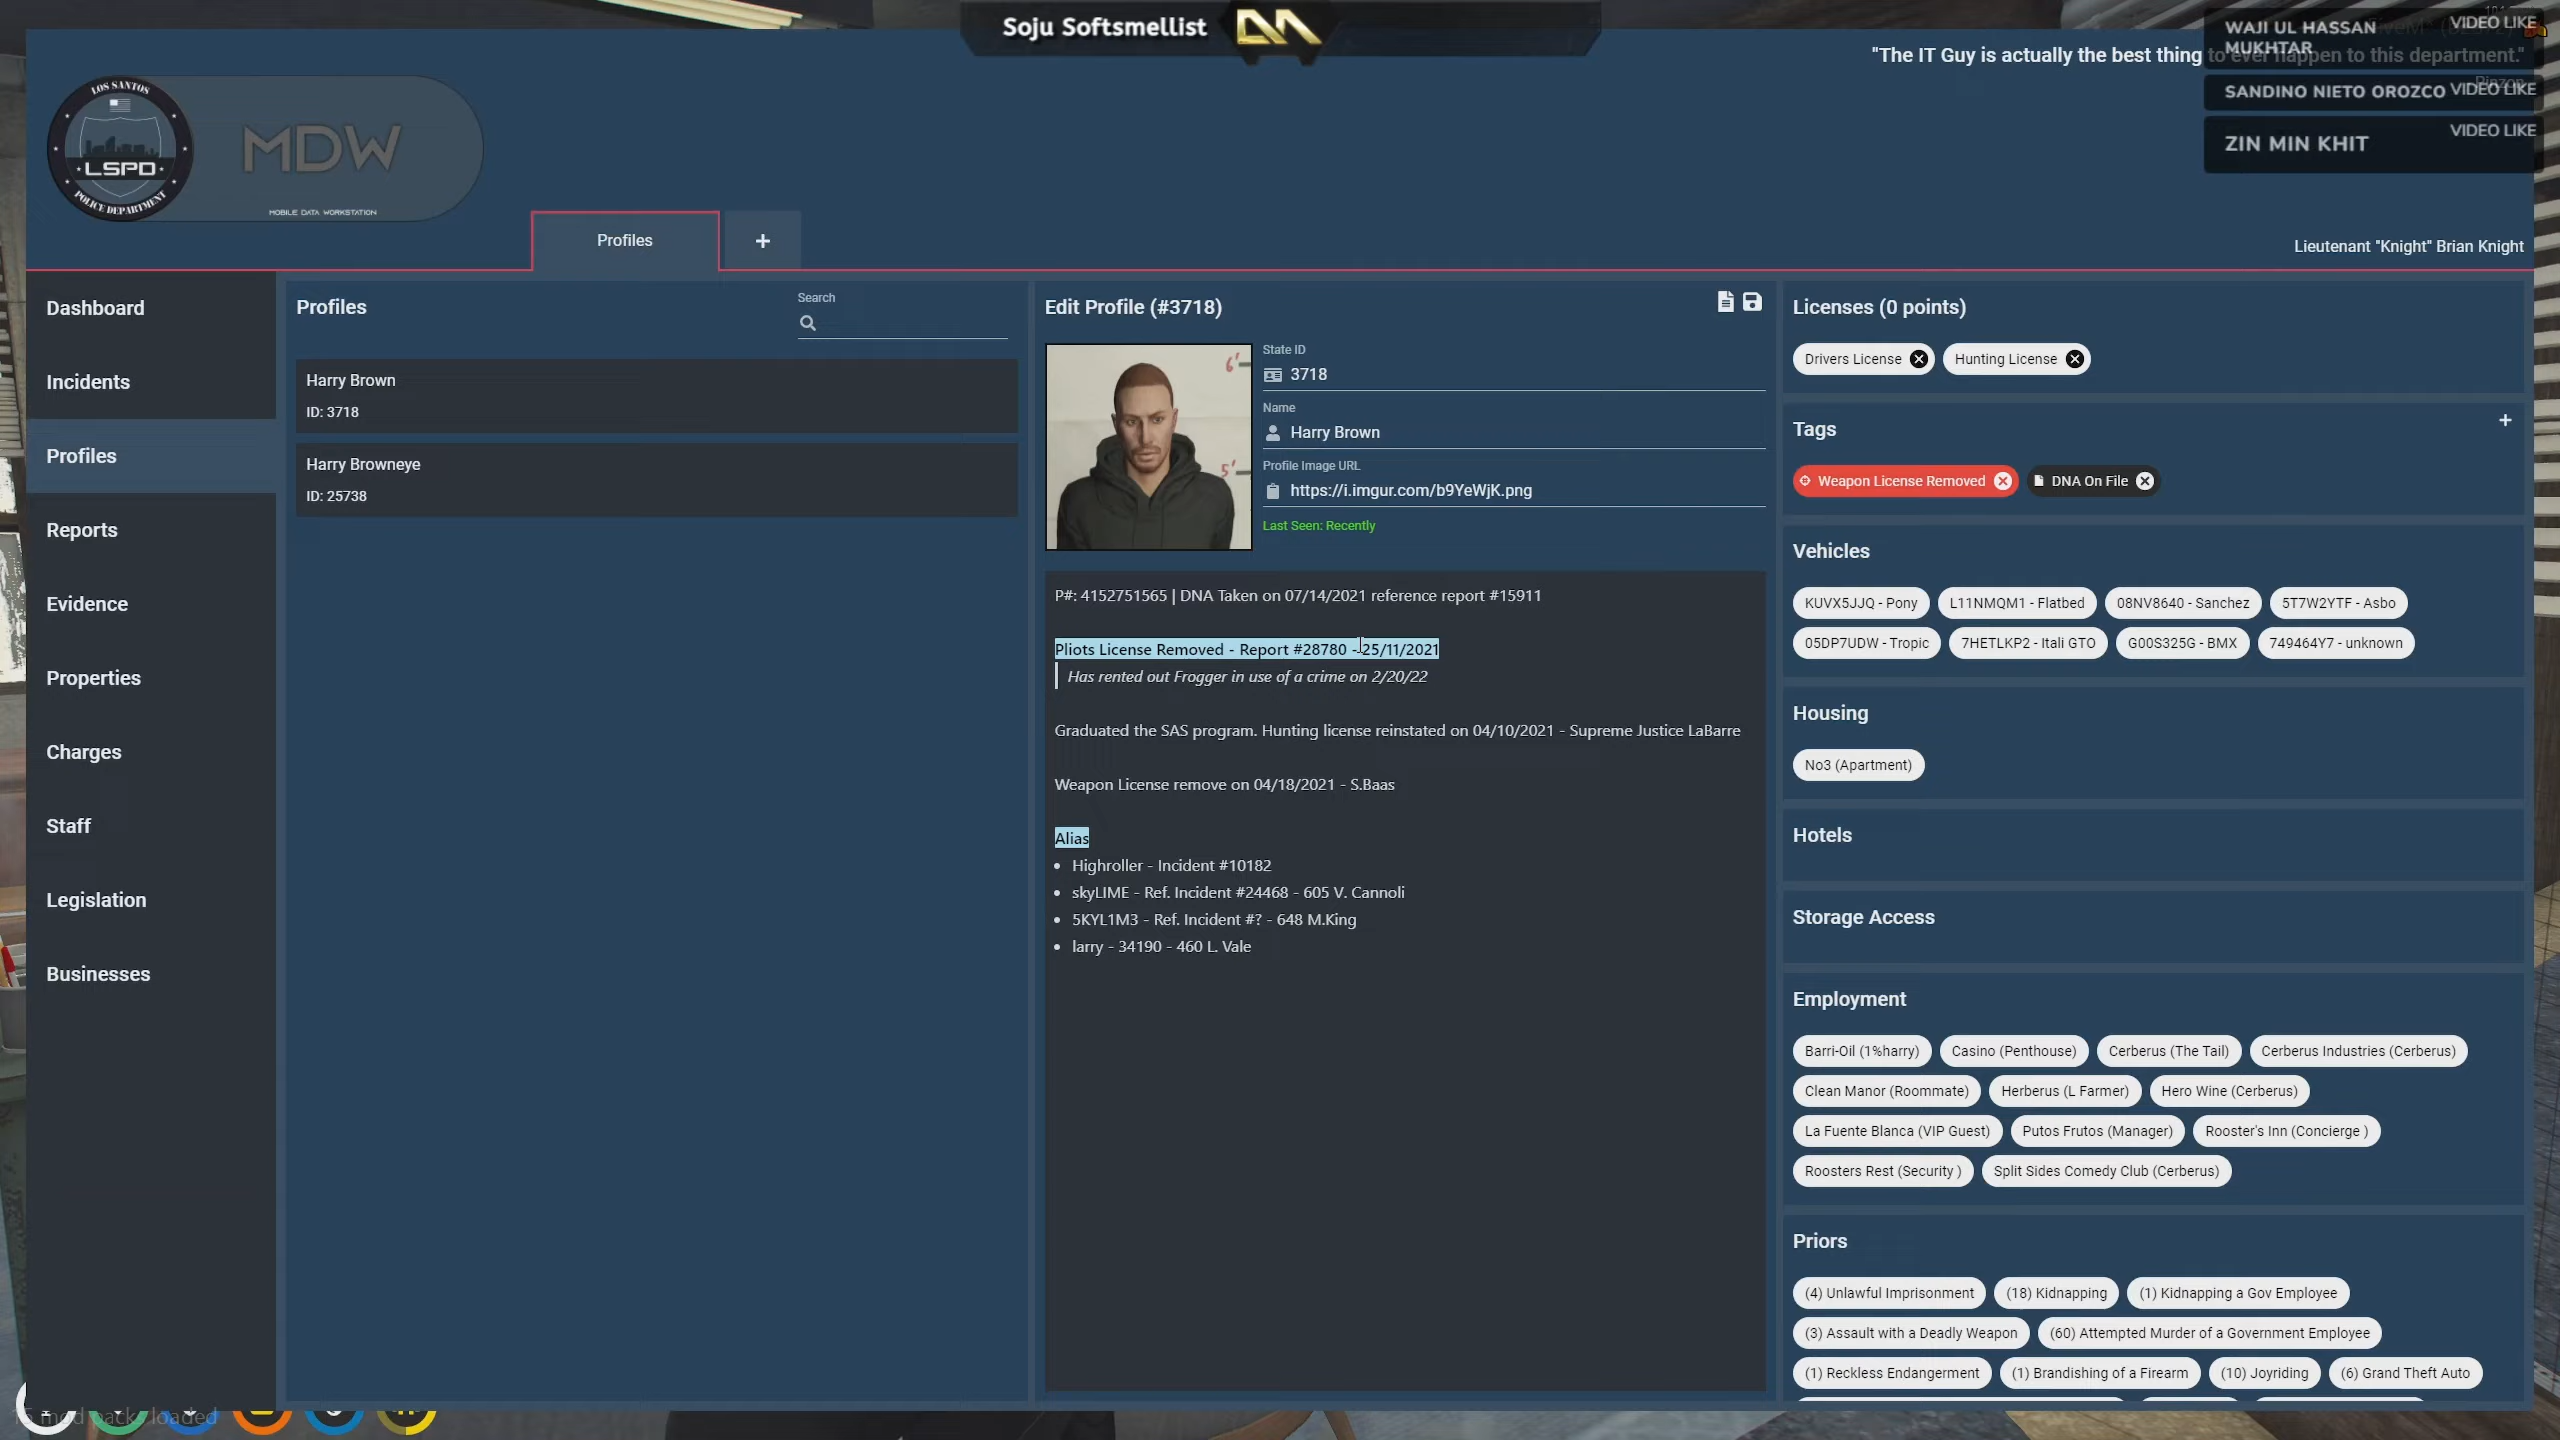 Soju Softsmellist
WAJI UL HASSAN
MUKHTAR
VIDEO LIKE
"The IT Guy is actually the best thing to ever happen to this department."
SANDINO NIETO OROZCO
VIDEO LIKE
ZIN MIN KHIT
VIDEO LIKE
LOS SANTOS
LSPD
POLICE DEPARTMENT
MDW
MOBILE DATA WORKSTATION
Profiles
+
Lieutenant "Knight" Brian Knight
Dashboard
Incidents
Profiles
Reports
Evidence
Properties
Charges
Staff
Legislation
Businesses
Profiles
Search
Harry Brown
ID: 3718
Harry Browneye
ID: 25738
Edit Profile (#3718)
6'
5'
State ID
3718
Name
Harry Brown
Profile Image URL
https://i.imgur.com/b9YeWjK.png
Last Seen: Recently
P#: 4152751565 | DNA Taken on 07/14/2021 reference report #15911
Pliots License Removed - Report #28780 - 25/11/2021
Has rented out Frogger in use of a crime on 2/20/22
Graduated the SAS program. Hunting license reinstated on 04/10/2021 - Supreme Justice LaBarre
Weapon License remove on 04/18/2021 - S.Baas
Alias
• Highroller - Incident #10182
• skyLIME - Ref. Incident #24468 - 605 V. Cannoli
• 5KYL1M3 - Ref. Incident #? - 648 M.King
• larry - 34190 - 460 L. Vale
Licenses (0 points)
Drivers License
Hunting License
Tags
+
Weapon License Removed
DNA On File
Vehicles
KUVX5JJQ - Pony
L11NMQM1 - Flatbed
08NV8640 - Sanchez
5T7W2YTF - Asbo
05DP7UDW - Tropic
7HETLKP2 - Itali GTO
G00S325G - BMX
749464Y7 - unknown
Housing
No3 (Apartment)
Hotels
Storage Access
Employment
Barri-Oil (1%harry)
Casino (Penthouse)
Cerberus (The Tail)
Cerberus Industries (Cerberus)
Clean Manor (Roommate)
Herberus (L Farmer)
Hero Wine (Cerberus)
La Fuente Blanca (VIP Guest)
Putos Frutos (Manager)
Rooster's Inn (Concierge )
Roosters Rest (Security )
Split Sides Comedy Club (Cerberus)
Priors
(4) Unlawful Imprisonment
(18) Kidnapping
(1) Kidnapping a Gov Employee
(3) Assault with a Deadly Weapon
(60) Attempted Murder of a Government Employee
(1) Reckless Endangerment
(1) Brandishing of a Firearm
(10) Joyriding
(6) Grand Theft Auto
mod packs loaded